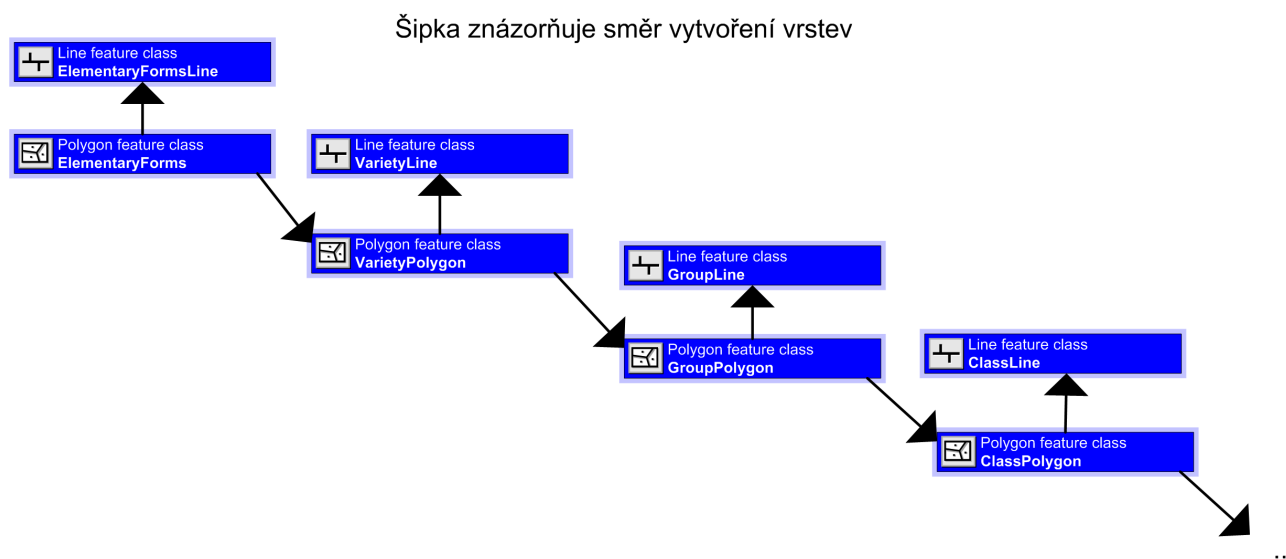 Šipka znázorňuje směr vytvoření vrstev
Line feature class
ElementaryFormsLine
Polygon feature class
ElementaryForms
Line feature class
VarietyLine
Polygon feature class
VarietyPolygon
Line feature class
GroupLine
Polygon feature class
GroupPolygon
Line feature class
ClassLine
Polygon feature class
ClassPolygon
..